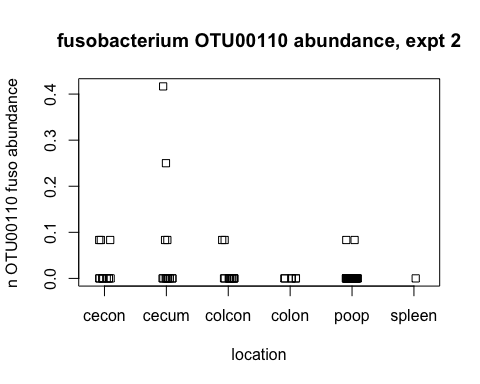 fusobacterium OTU00110 abundance, expt 2
n OTU00110 fuso abundance
0.4
0.3
0.2
0.1
0.0
cecon cecum colcon colon poop spleen
location